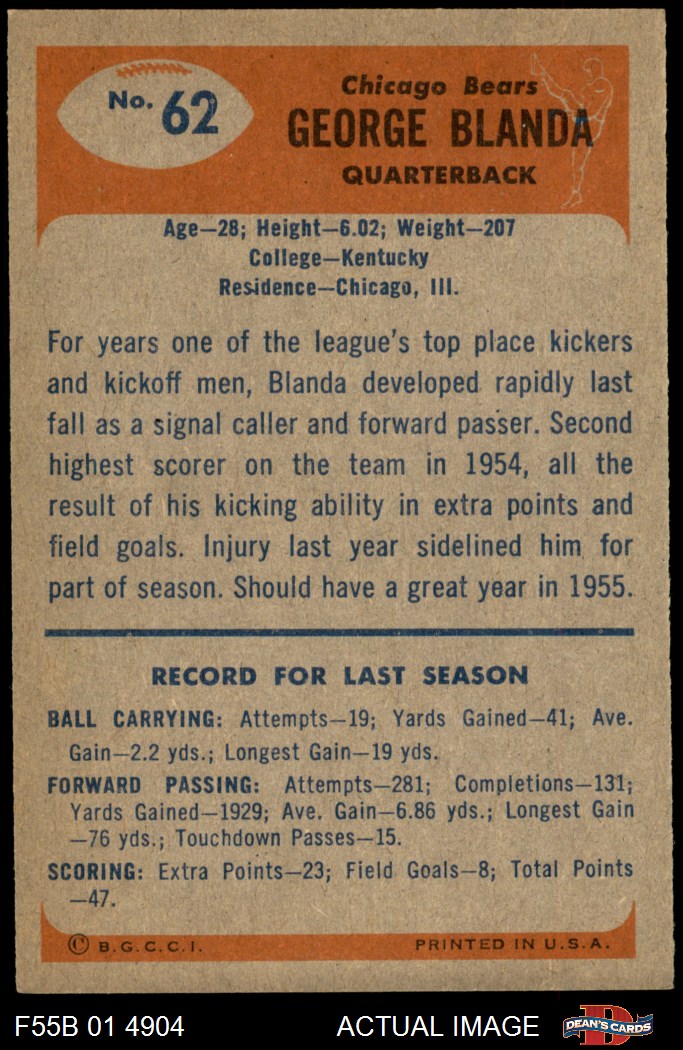 No. 62
Chicago Bears
GEORGE BLANDA
QUARTERBACK
Age—28; Height—6.02; Weight—207
College—Kentucky
Residence—Chicago, Ill.
For years one of the league's top place kickers
and kickoff men, Blanda developed rapidly last
fall as a signal caller and forward passer. Second
highest scorer on the team in 1954, all the
result of his kicking ability in extra points and
field goals. Injury last year sidelined him for
part of season. Should have a great year in 1955.
RECORD FOR LAST SEASON
BALL CARRYING: Attempts—19; Yards Gained—41; Ave.
Gain—2.2 yds.; Longest Gain—19 yds.
FORWARD PASSING: Attempts—281; Completions—131;
Yards Gained—1929; Ave. Gain—6.86 yds.; Longest Gain
—76 yds.; Touchdown Passes—15.
SCORING: Extra Points—23; Field Goals—8; Total Points
—47.
© B.G.C.C.I. PRINTED IN U.S.A.
F55B 01 4904 ACTUAL IMAGE D DEAN'S CARDS